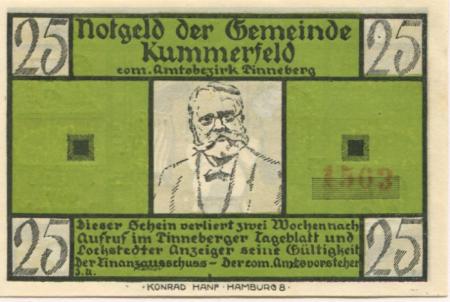 25 Notgeld der Gemeinde 25
Kummerfeld
com. Amtsbezirk Pinneberg
1563
25 Dieser Schein verliert zwei Wochen nach 25
Aufruf im Pinneberger Tageblatt und
Lockstedter Anzeiger seine Gültigkeit
Der Finanzausschuss - Der com. Amtsvorsteher
J.A.
· KONRAD HANF · HAMBURG 8 ·